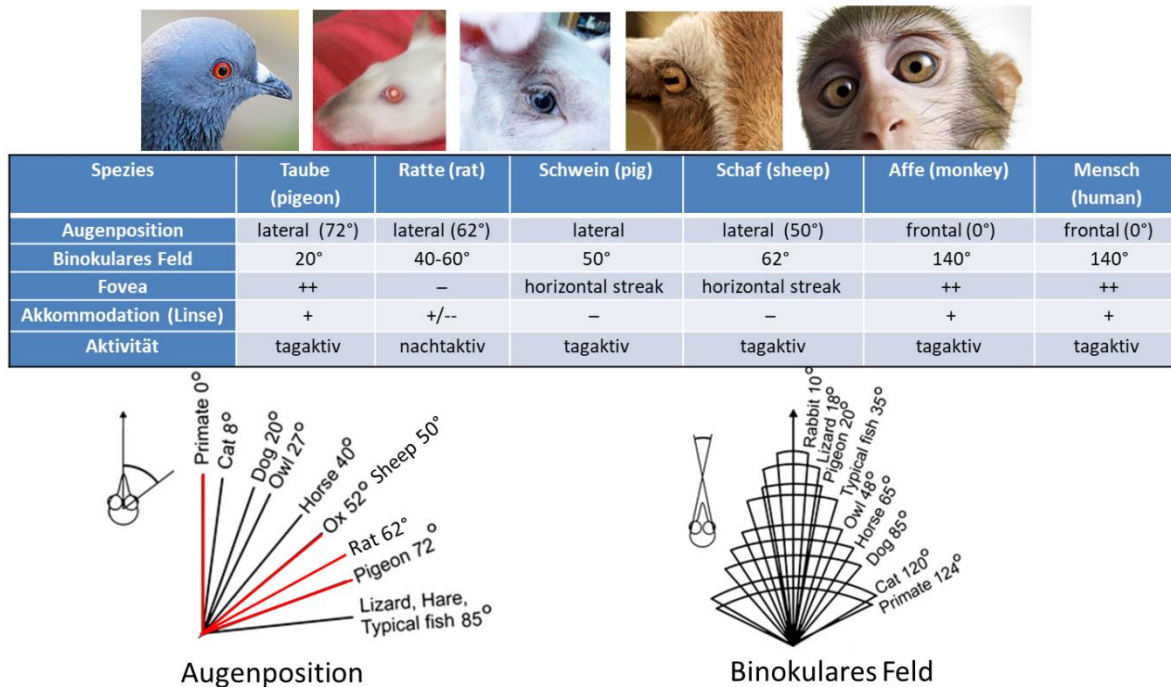 Spezies Taube (pigeon) Ratte (rat) Schwein (pig) Schaf (sheep) Affe (monkey) Mensch (human)
Augenposition lateral (72°) lateral (62°) lateral lateral (50°) frontal (0°) frontal (0°)
Binokulares Feld 20° 40-60° 50° 62° 140° 140°
Fovea ++ – horizontal streak horizontal streak ++ ++
Akkommodation (Linse) + +/-- – – + +
Aktivität tagaktiv nachtaktiv tagaktiv tagaktiv tagaktiv tagaktiv
Primate 0°
Cat 8°
Dog 20°
Owl 27°
Horse 40°
Ox 52° Sheep 50°
Rat 62°
Pigeon 72°
Lizard, Hare,
Typical fish 85°
Augenposition
Rabbit 10°
Lizard 18°
Pigeon 20°
Typical fish 35°
Owl 48°
Horse 65°
Dog 85°
Cat 120°
Primate 124°
Binokulares Feld